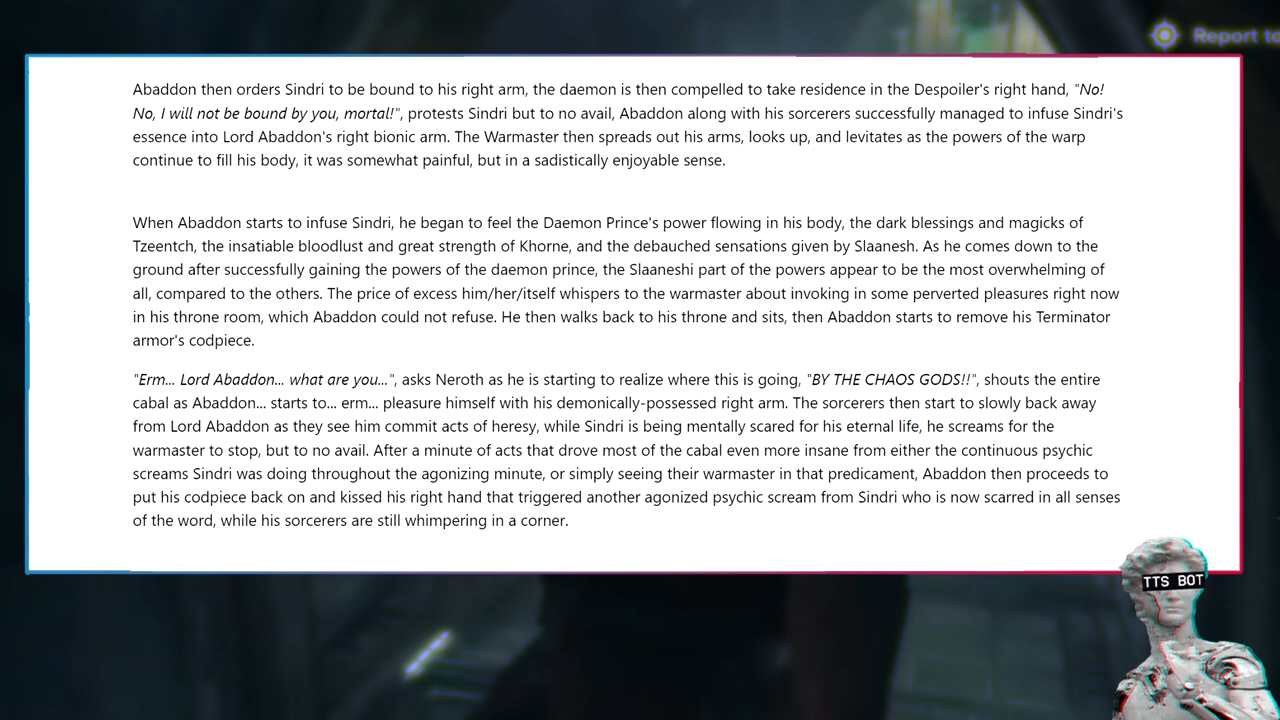 Report to
Abaddon then orders Sindri to be bound to his right arm, the daemon is then compelled to take residence in the Despoiler's right hand, "No!
No, I will not be bound by you, mortal!", protests Sindri but to no avail, Abaddon along with his sorcerers successfully managed to infuse Sindri's
essence into Lord Abaddon's right bionic arm. The Warmaster then spreads out his arms, looks up, and levitates as the powers of the warp
continue to fill his body, it was somewhat painful, but in a sadistically enjoyable sense.
When Abaddon starts to infuse Sindri, he began to feel the Daemon Prince's power flowing in his body, the dark blessings and magicks of
Tzeentch, the insatiable bloodlust and great strength of Khorne, and the debauched sensations given by Slaanesh. As he comes down to the
ground after successfully gaining the powers of the daemon prince, the Slaaneshi part of the powers appear to be the most overwhelming of
all, compared to the others. The price of excess him/her/itself whispers to the warmaster about invoking in some perverted pleasures right now
in his throne room, which Abaddon could not refuse. He then walks back to his throne and sits, then Abaddon starts to remove his Terminator
armor's codpiece.
"Erm... Lord Abaddon... what are you...", asks Neroth as he is starting to realize where this is going, "BY THE CHAOS GODS!!", shouts the entire
cabal as Abaddon... starts to... erm... pleasure himself with his demonically-possessed right arm. The sorcerers then start to slowly back away
from Lord Abaddon as they see him commit acts of heresy, while Sindri is being mentally scared for his eternal life, he screams for the
warmaster to stop, but to no avail. After a minute of acts that drove most of the cabal even more insane from either the continuous psychic
screams Sindri was doing throughout the agonizing minute, or simply seeing their warmaster in that predicament, Abaddon then proceeds to
put his codpiece back on and kissed his right hand that triggered another agonized psychic scream from Sindri who is now scarred in all senses
of the word, while his sorcerers are still whimpering in a corner.
TTS BOT